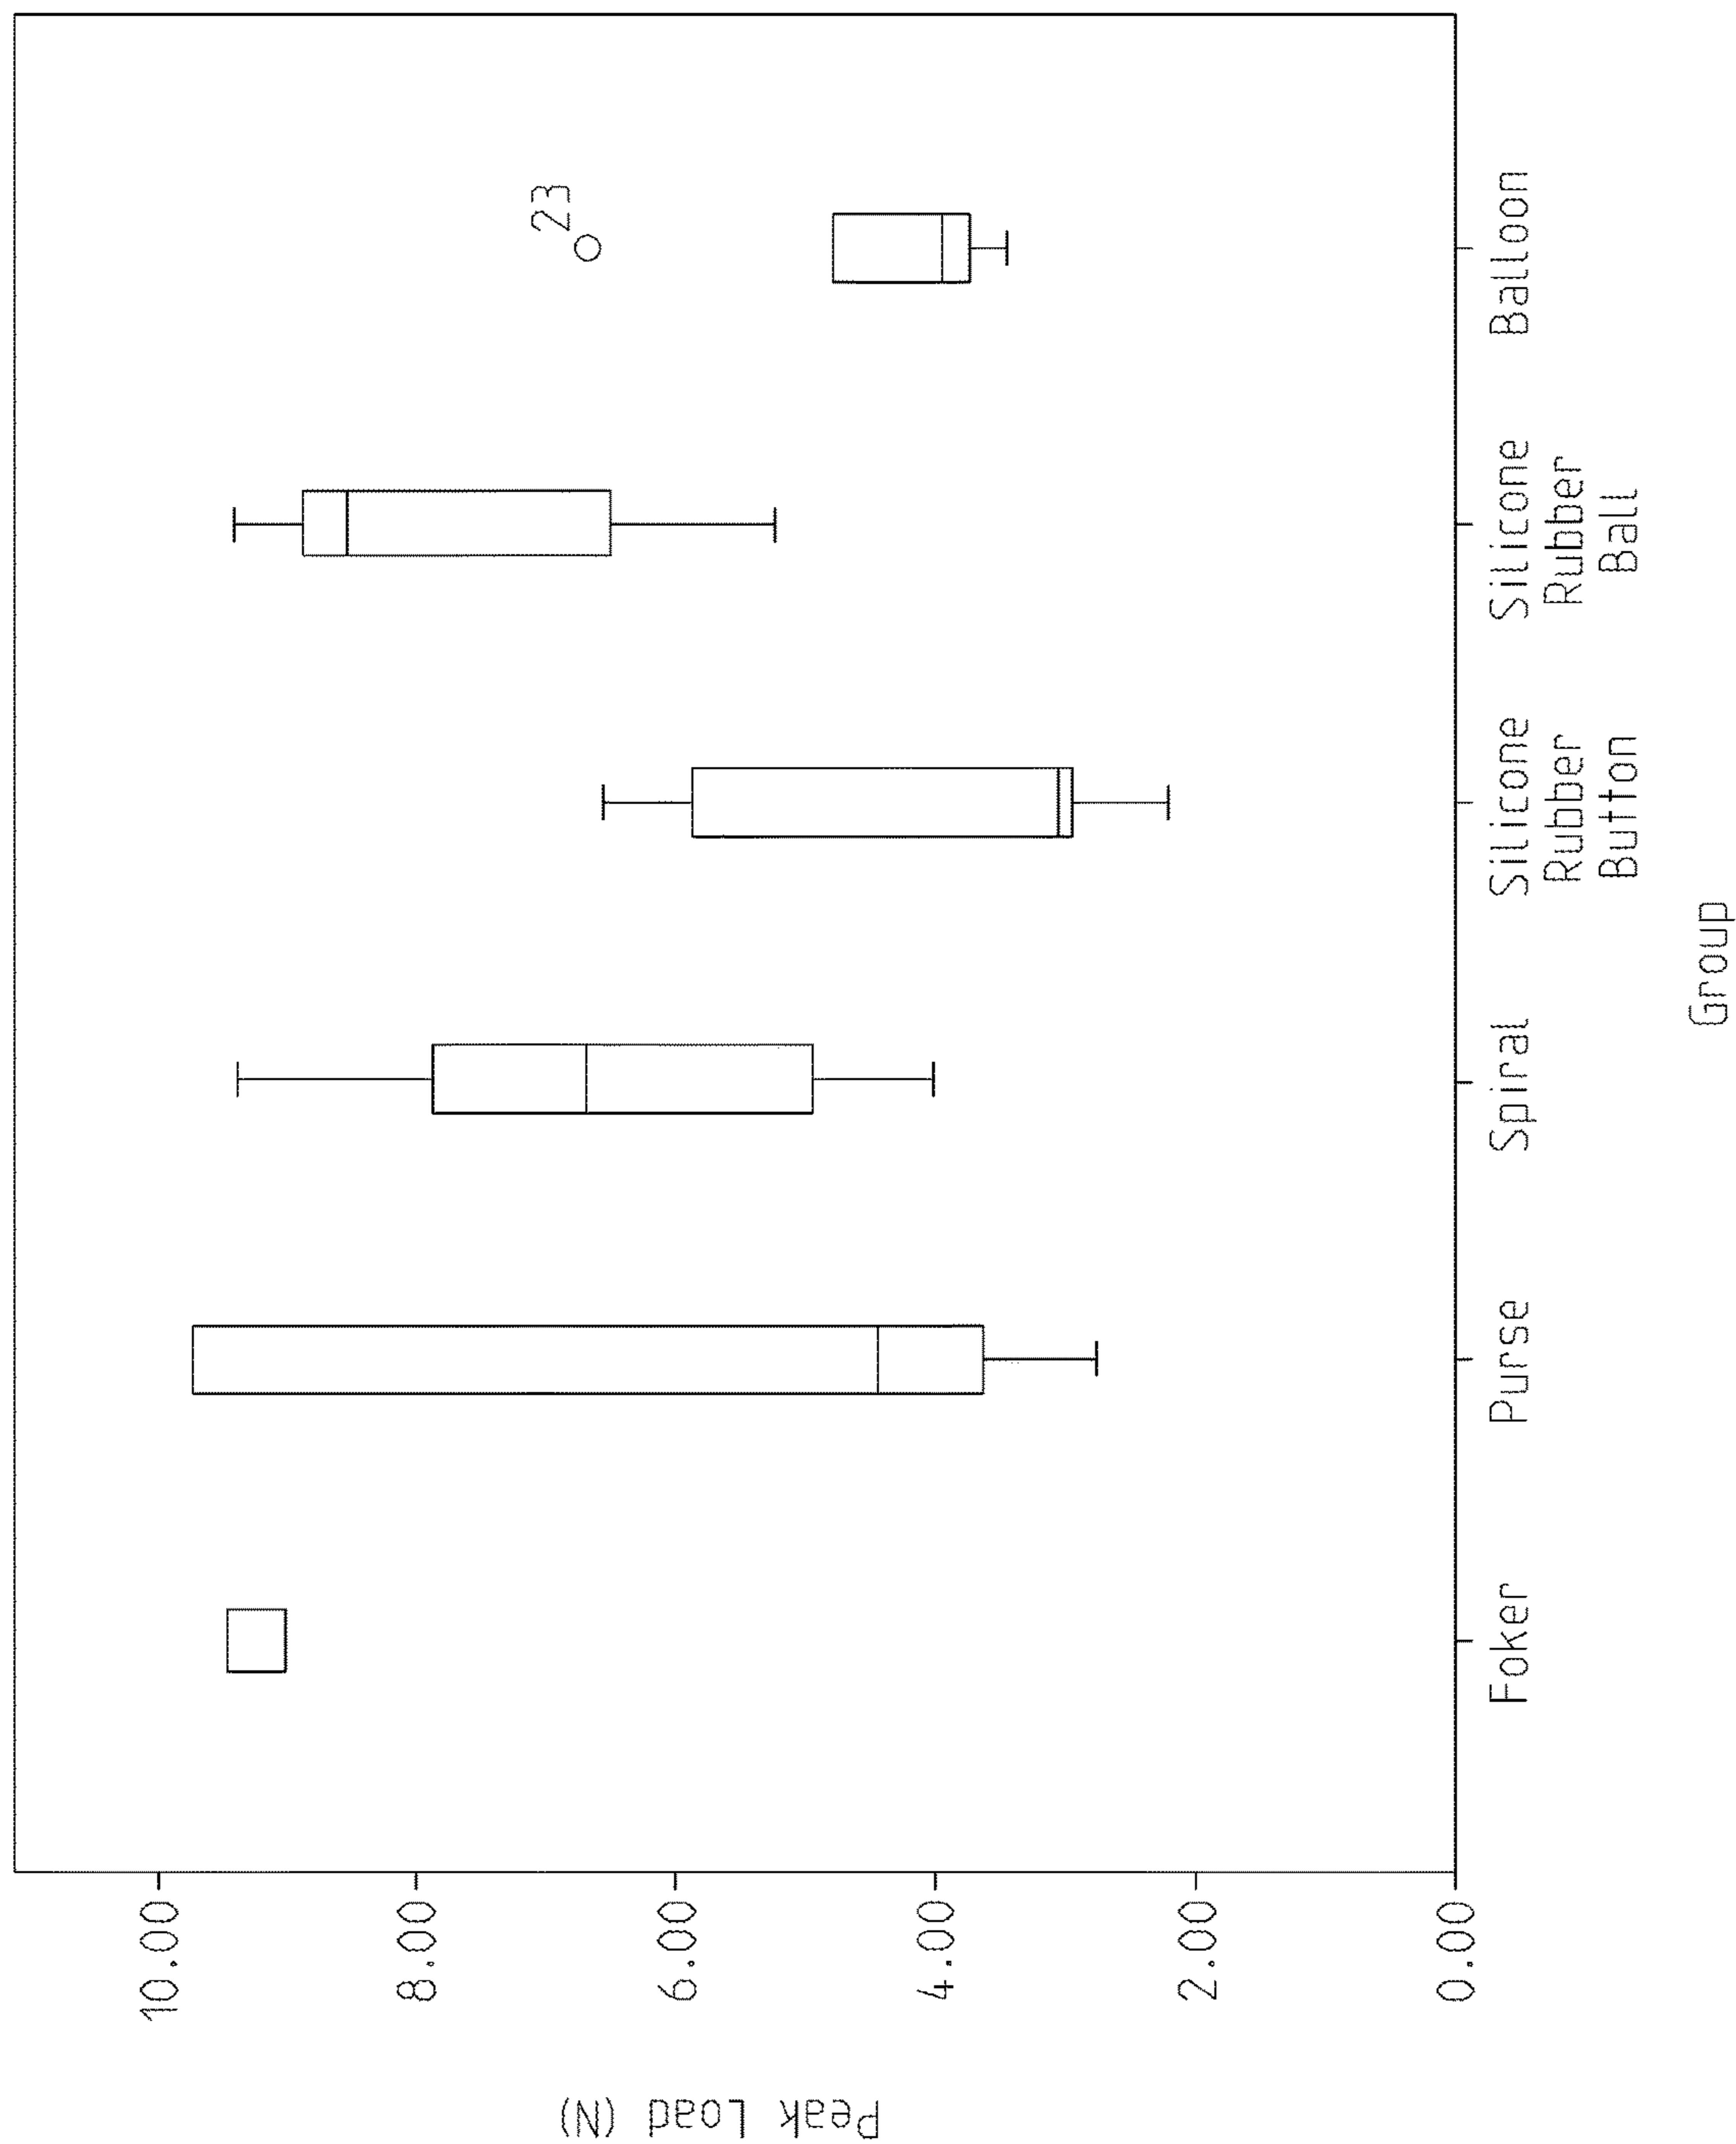 Peak Load (N)
10.00
8.00
6.00
4.00
2.00
0.00
23
Foker
Purse
Spiral
Silicone
Rubber
Button
Silicone
Rubber
Ball
Balloon
Group